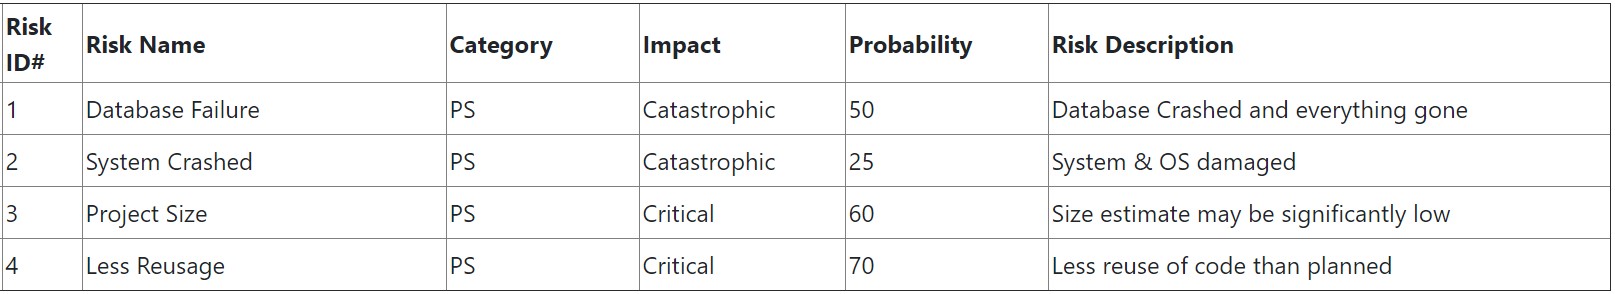 Risk ID# Risk Name Category Impact Probability Risk Description
1 Database Failure PS Catastrophic 50 Database Crashed and everything gone
2 System Crashed PS Catastrophic 25 System & OS damaged
3 Project Size PS Critical 60 Size estimate may be significantly low
4 Less Reusage PS Critical 70 Less reuse of code than planned